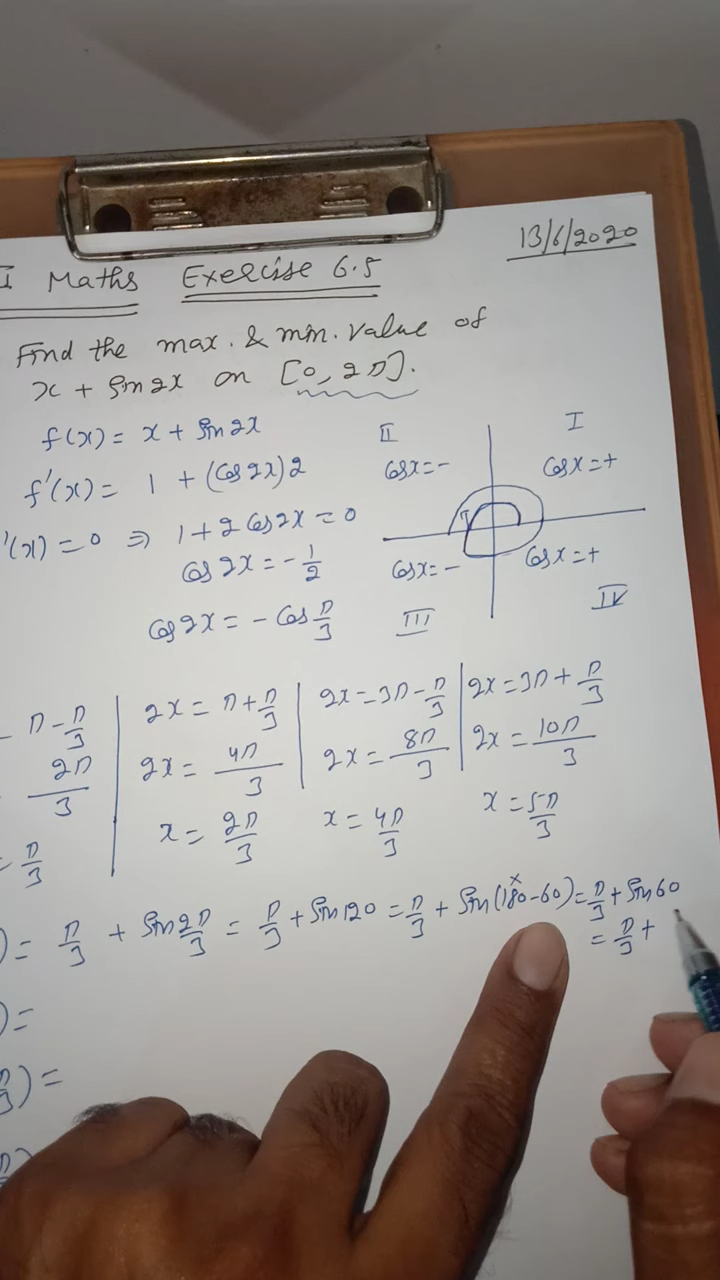 13/6/2020
I Maths Exercise 6.5
Find the max. & min. value of
x + Sin 2x on [0, 2π].
f(x) = x + Sin 2x
f'(x) = 1 + (Cos 2x) 2
'(x) = 0 ⇒ 1 + 2 Cos 2x = 0
Cos 2x = - 1/2
Cos 2x = - Cos π/3
II
I
Cos x = -
Cos x = +
π
Cos x = -
Cos x = +
III
IV
= π - π/3 | 2x = π + π/3 | 2x = 3π - π/3 | 2x = 3π + π/3
2π/3 | 2x = 4π/3 | 2x = 8π/3 | 2x = 10π/3
= π/3 | x = 2π/3 x = 4π/3 x = 5π/3
) = π/3 + Sin 2π/3 = π/3 + Sin 120 = π/3 + Sin(180 - 60) = π/3 + Sin 60
= π/3 +
) =
π/3) =